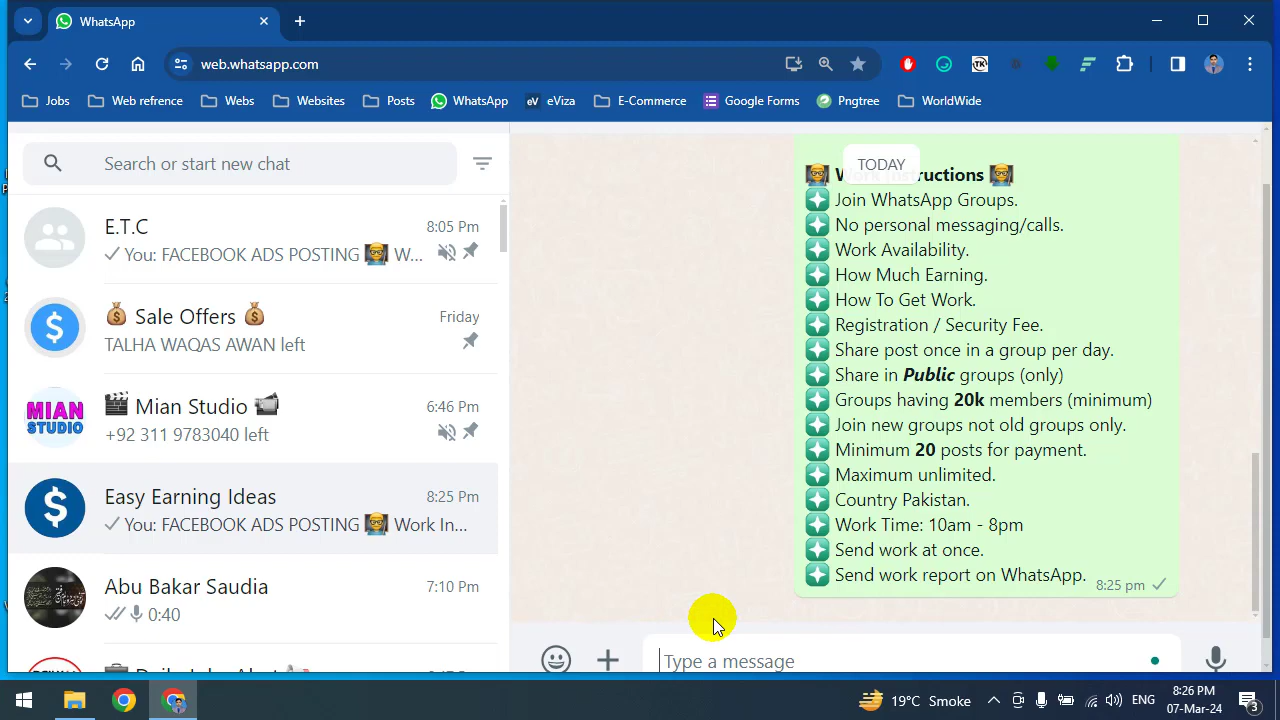 WhatsApp
web.whatsapp.com
Jobs
Web refrence
Webs
Websites
Posts
WhatsApp
eViza
E-Commerce
Google Forms
Pngtree
WorldWide
Search or start new chat
E.T.C
8:05 Pm
You: FACEBOOK ADS POSTING 👨‍🏫 W...
💰 Sale Offers 💰
Friday
TALHA WAQAS AWAN left
MIAN
STUDIO
🎬 Mian Studio 📹
6:46 Pm
+92 311 9783040 left
Easy Earning Ideas
8:25 Pm
You: FACEBOOK ADS POSTING 👨‍🏫 Work In...
Abu Bakar Saudia
7:10 Pm
0:40
TODAY
Join WhatsApp Groups.
No personal messaging/calls.
Work Availability.
How Much Earning.
How To Get Work.
Registration / Security Fee.
Share post once in a group per day.
Share in Public groups (only)
Groups having 20k members (minimum)
Join new groups not old groups only.
Minimum 20 posts for payment.
Maximum unlimited.
Country Pakistan.
Work Time: 10am - 8pm
Send work at once.
Send work report on WhatsApp.
8:25 pm
Type a message
19°C Smoke
ENG
8:26 PM
07-Mar-24
3